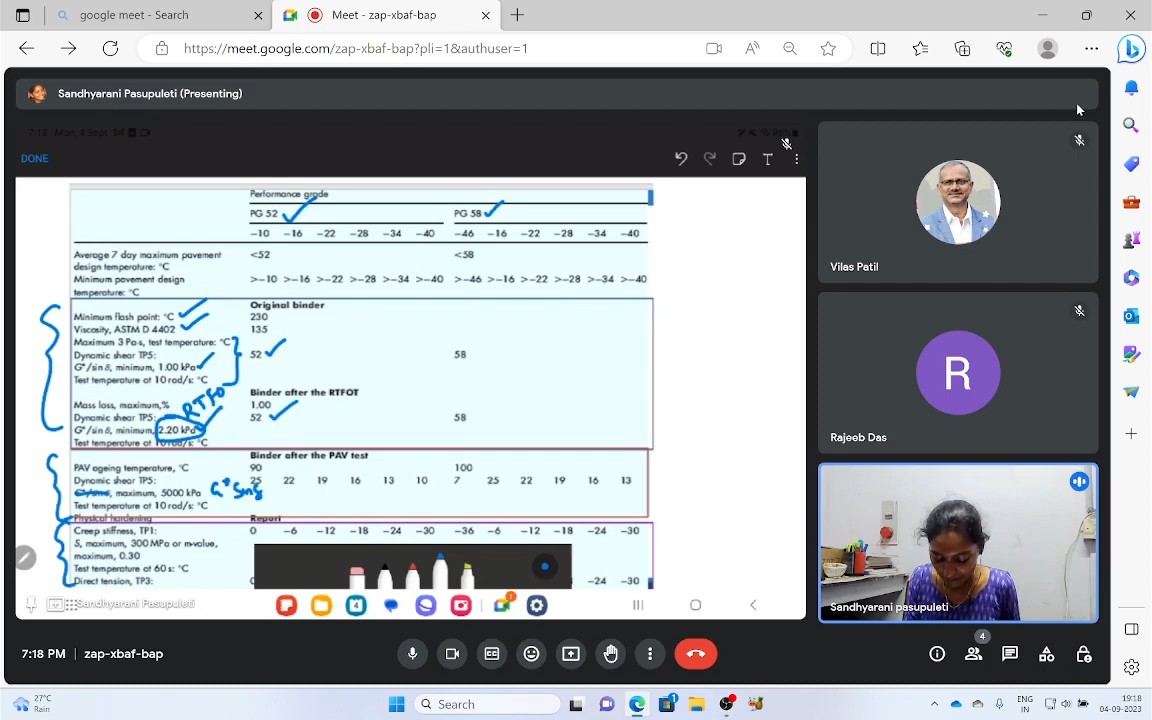 google meet - Search
Meet - zap-xbaf-bap
https://meet.google.com/zap-xbaf-bap?pli=1&authuser=1
Sandhyarani Pasupuleti (Presenting)
7:18 Mon, 4 Sept
DONE
Performance grade
PG 52 PG 58
−10 −16 −22 −28 −34 −40 −46 −16 −22 −28 −34 −40
Average 7 day maximum pavement
design temperature: °C <52 <58
Minimum pavement design
temperature: °C >−10 >−16 >−22 >−28 >−34 >−40 >−46 >−16 >−22 >−28 >−34 >−40
Original binder
Minimum flash point: °C 230
Viscosity, ASTM D 4402 135
Maximum 3 Pa·s, test temperature: °C
Dynamic shear TP5: 52 58
G*/sin δ, minimum, 1.00 kPa
Test temperature at 10 rad/s: °C
RTFO
Binder after the RTFOT
Mass loss, maximum,% 1.00
Dynamic shear TP5: 52 58
G*/sin δ, minimum, 2.20 kPa
Test temperature at 10 rad/s: °C
Binder after the PAV test
PAV ageing temperature, °C 90 100
Dynamic shear TP5: 25 22 19 16 13 10 7 25 22 19 16 13
G*/sin δ, maximum, 5000 kPa G* sin δ
Test temperature at 10 rad/s: °C
Physical hardening Report
Creep stiffness, TP1: 0 −6 −12 −18 −24 −30 −36 −6 −12 −18 −24 −30
S, maximum, 300 MPa or m-value,
maximum, 0.30
Test temperature at 60 s: °C
Direct tension, TP3: −24 −30
Sandhyarani Pasupuleti
4
Vilas Patil
R
Rajeeb Das
Sandhyarani pasupuleti
7:18 PM | zap-xbaf-bap
4
27°C
Rain
Search
1
ENG
IN
19:18
04-09-2023